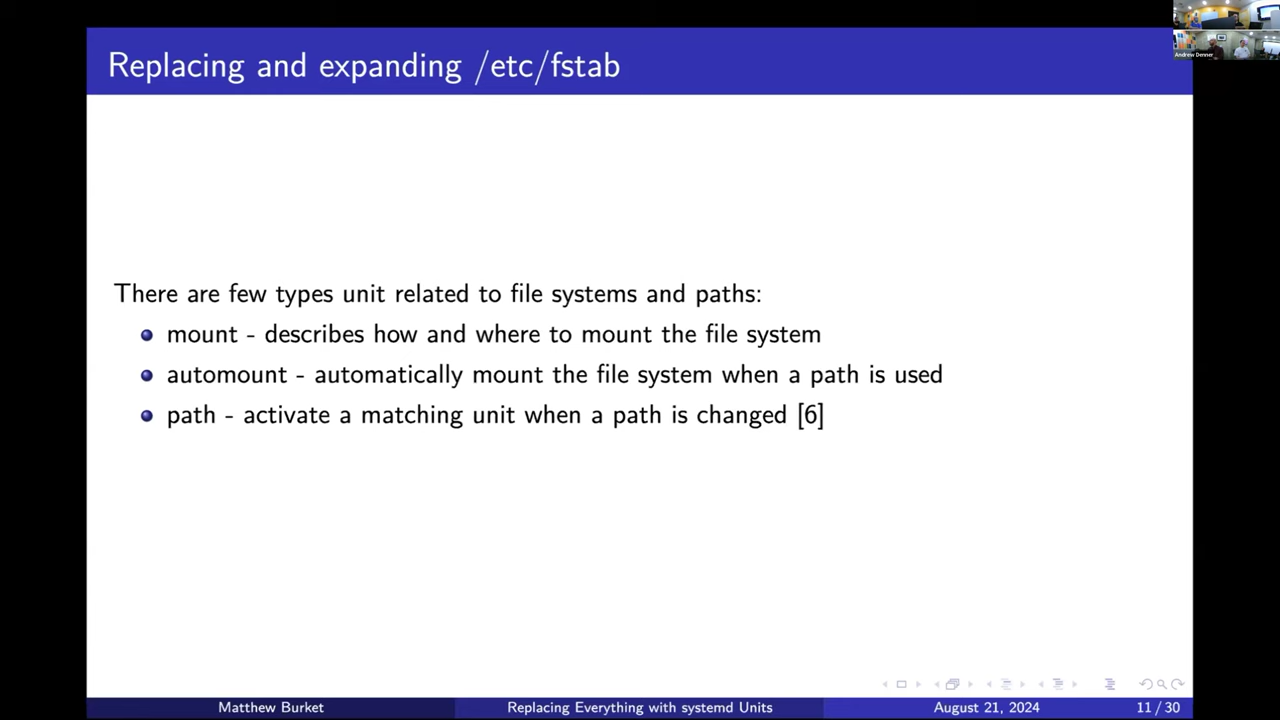 Replacing and expanding /etc/fstab
Andrew Denner
There are few types unit related to file systems and paths:
mount - describes how and where to mount the file system
automount - automatically mount the file system when a path is used
path - activate a matching unit when a path is changed [6]
Matthew Burket
Replacing Everything with systemd Units
August 21, 2024
11 / 30